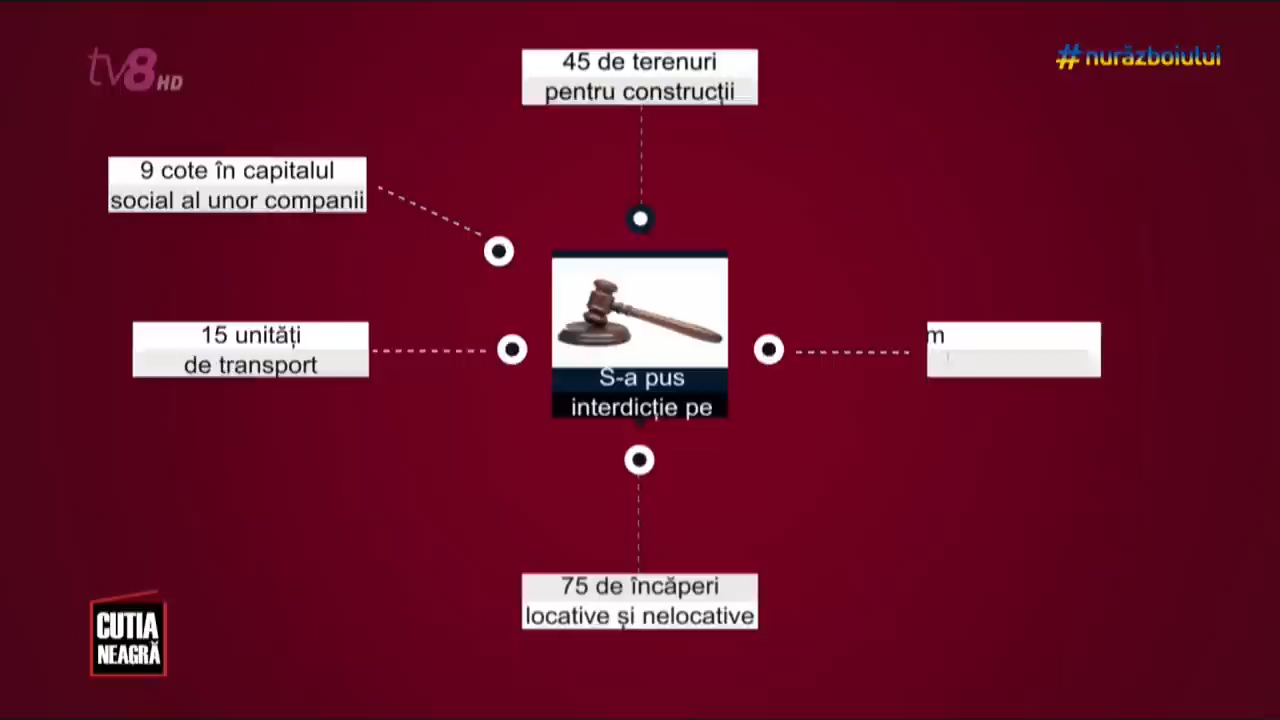 tv8 HD
#nurăzboiului
45 de terenuri
pentru construcții
9 cote în capitalul
social al unor companii
15 unități
de transport
m
S-a pus
interdicție pe
75 de încăperi
locative și nelocative
CUTIA
NEAGRĂ